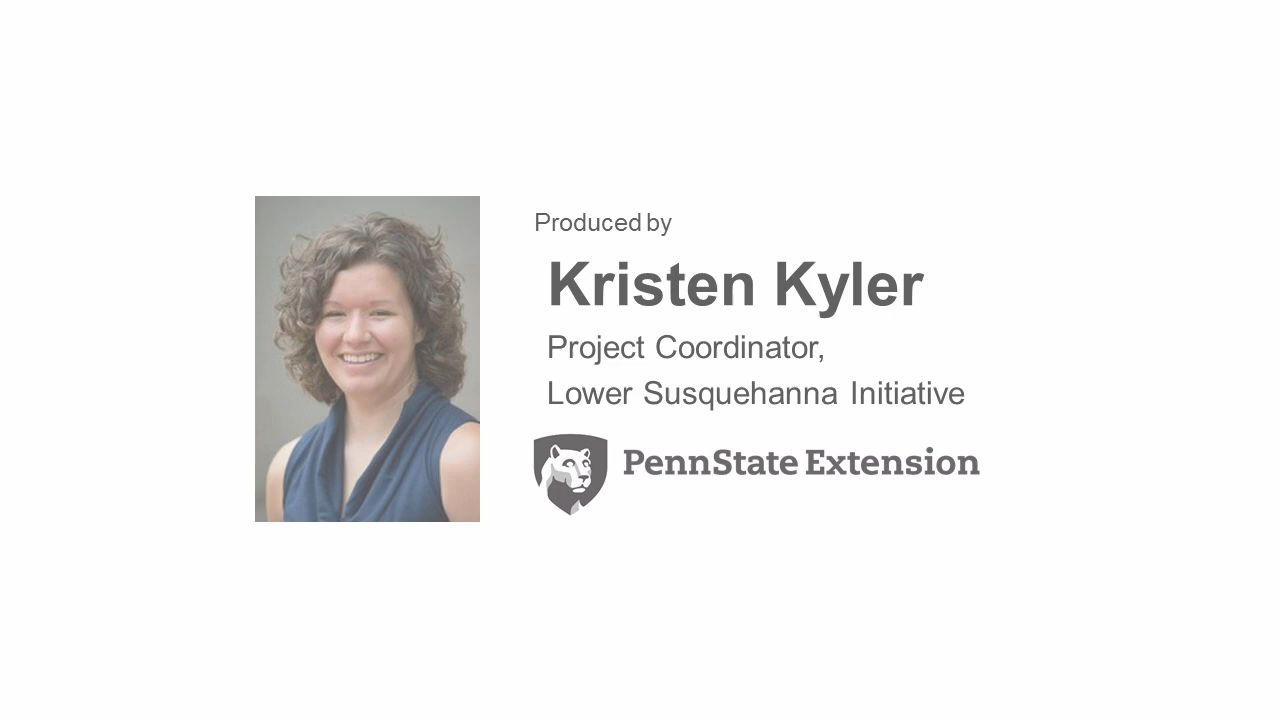 Produced by
Kristen Kyler
Project Coordinator,
Lower Susquehanna Initiative
PennState Extension